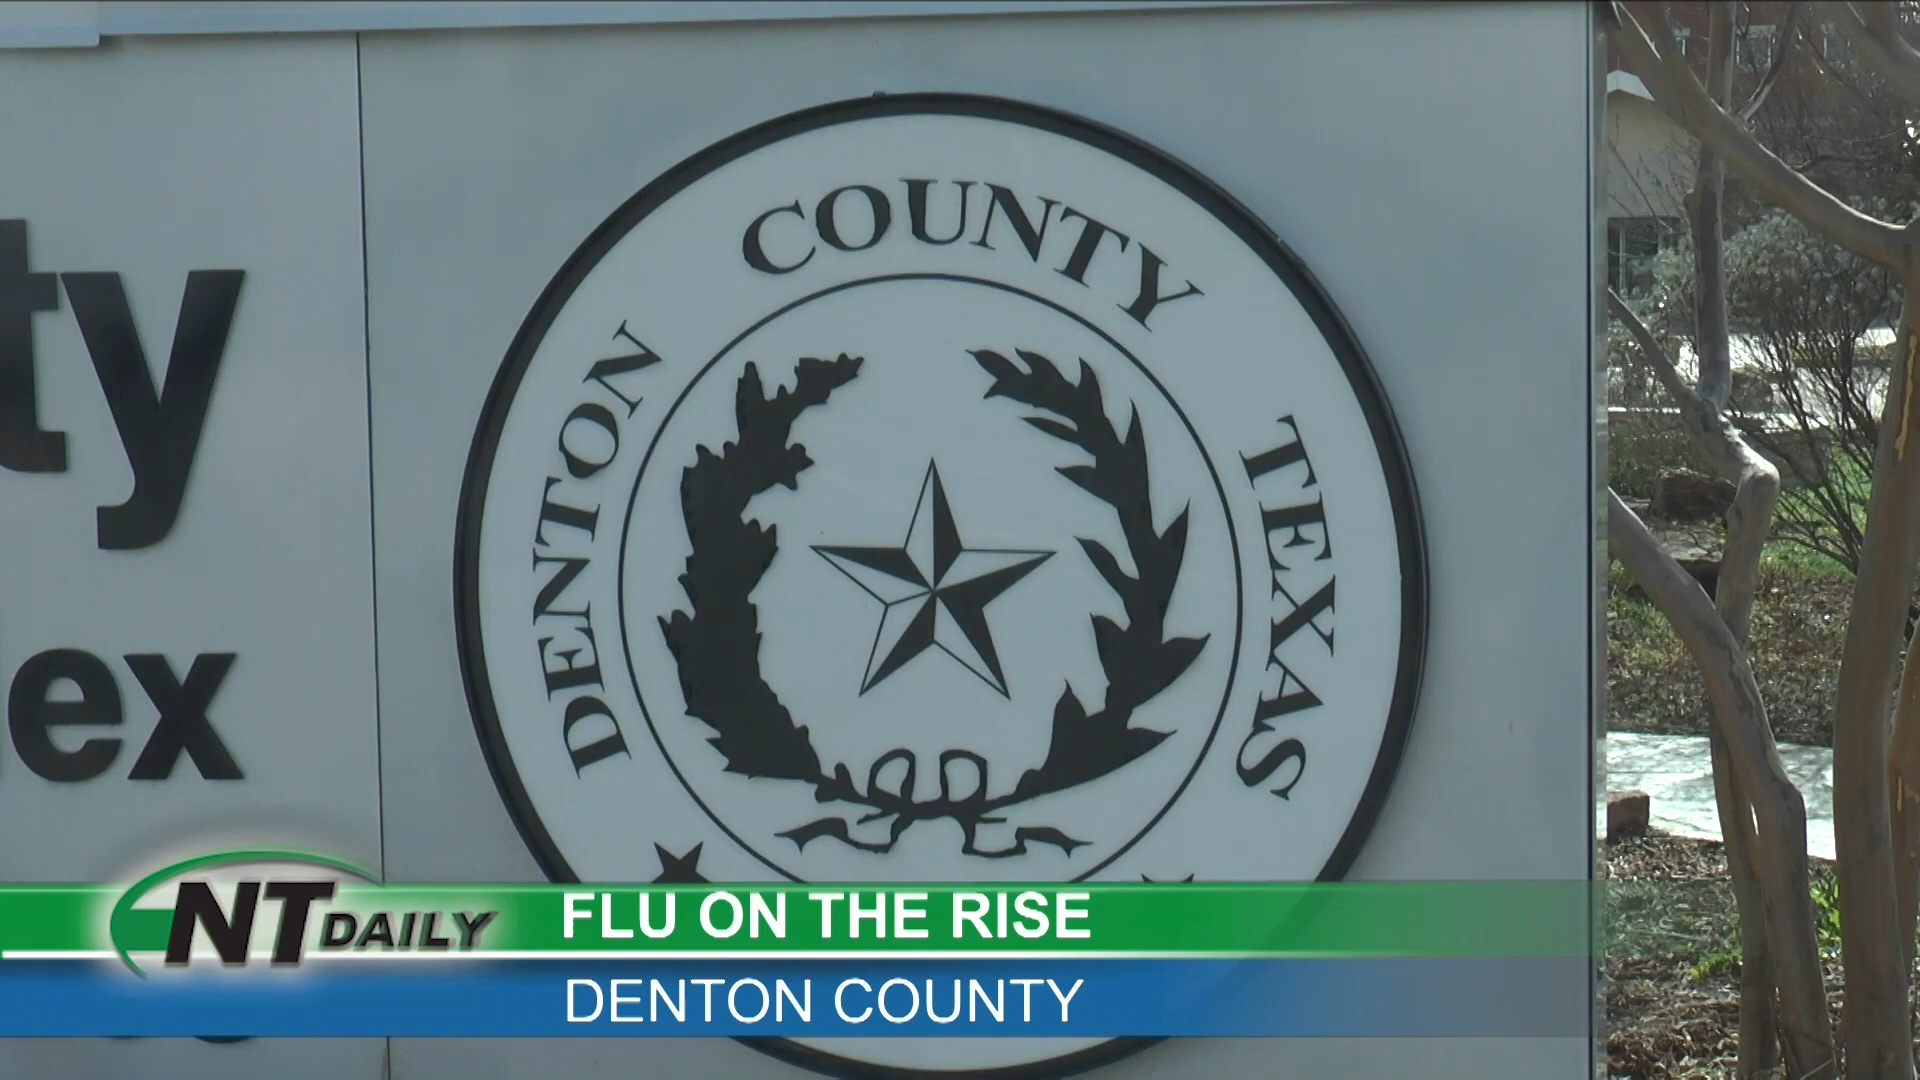 DENTON COUNTY TEXAS
ty
ex
NT DAILY
FLU ON THE RISE
DENTON COUNTY